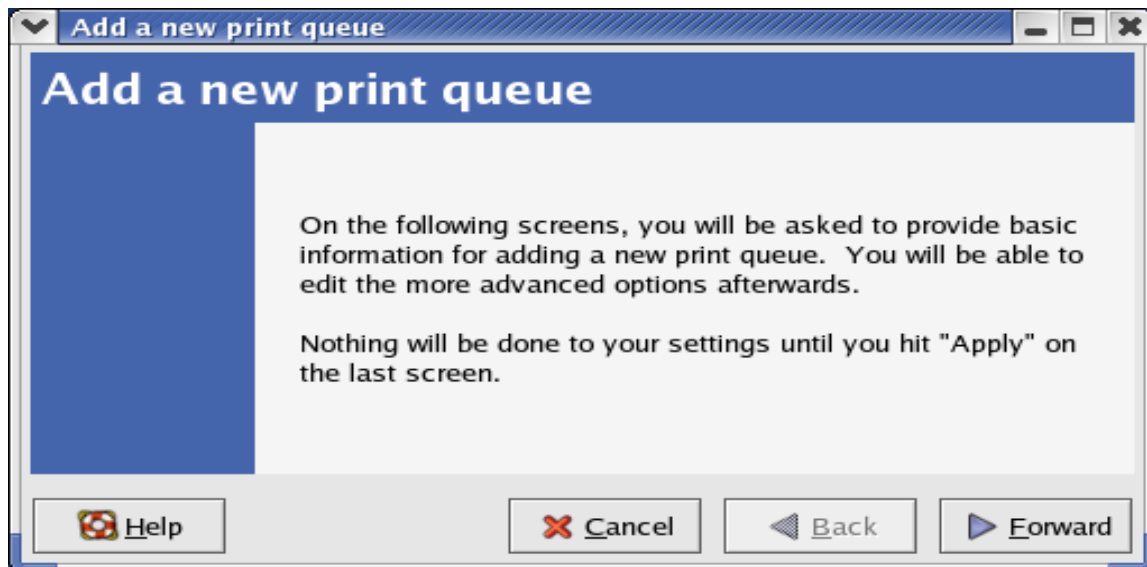 Add a new print queue
Add a new print queue
On the following screens, you will be asked to provide basic
information for adding a new print queue.  You will be able to
edit the more advanced options afterwards.
Nothing will be done to your settings until you hit "Apply" on
the last screen.
Help
Cancel
Back
Forward